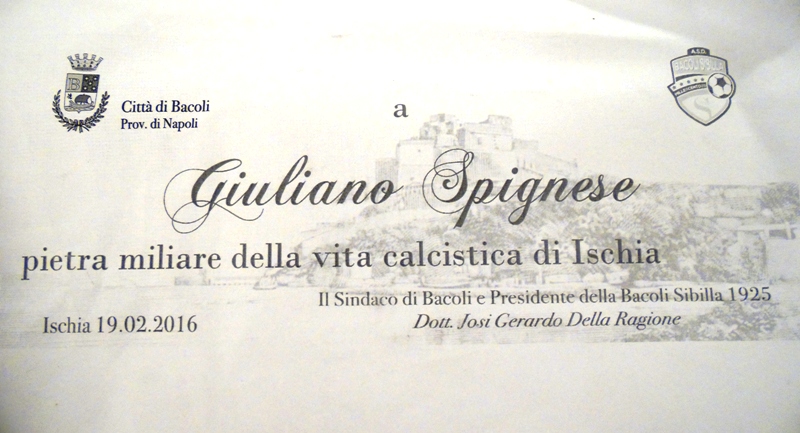 Città di Bacoli
Prov. di Napoli
A.S.D.
a
Giuliano Spignese
pietra miliare della vita calcistica di Ischia
Il Sindaco di Bacoli e Presidente della Bacoli Sibilla 1925
Ischia 19.02.2016
Dott. Josi Gerardo Della Ragione